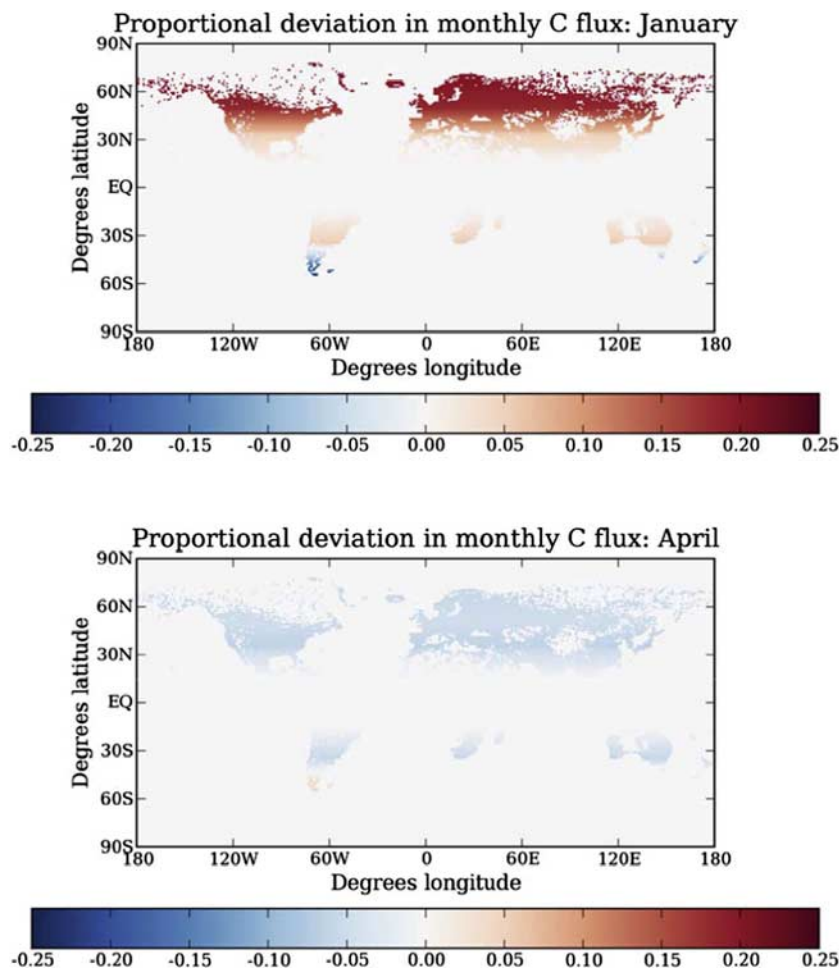 Proportional deviation in monthly C flux: January
90N
60N
30N
EQ
30S
60S
90S
Degrees latitude
180 120W 60W 0 60E 120E 180
Degrees longitude
-0.25 -0.20 -0.15 -0.10 -0.05 0.00 0.05 0.10 0.15 0.20 0.25
Proportional deviation in monthly C flux: April
90N
60N
30N
EQ
30S
60S
90S
Degrees latitude
180 120W 60W 0 60E 120E 180
Degrees longitude
-0.25 -0.20 -0.15 -0.10 -0.05 0.00 0.05 0.10 0.15 0.20 0.25